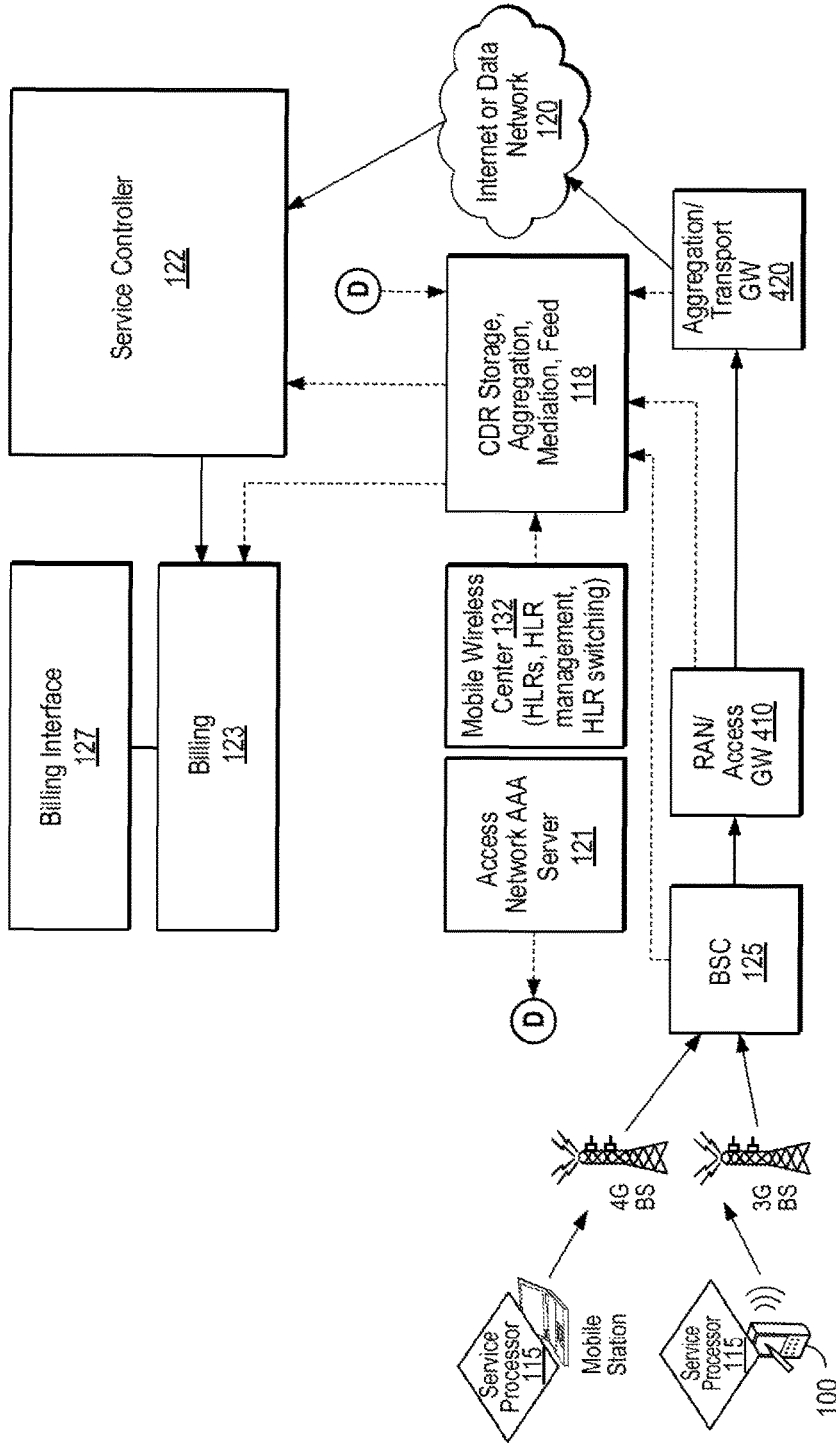 Billing Interface
127
Billing
123
Service Controller
122
Access
Network AAA
Server
121
Mobile Wireless
Center 132
(HLRs, HLR
management,
HLR switching)
CDR Storage,
Aggregation,
Mediation, Feed
118
D
D
Internet or Data
Network
120
Service
Processor
115
Mobile
Station
4G
BS
Service
Processor
115
100
3G
BS
BSC
125
RAN/
Access
GW 410
Aggregation/
Transport
GW
420